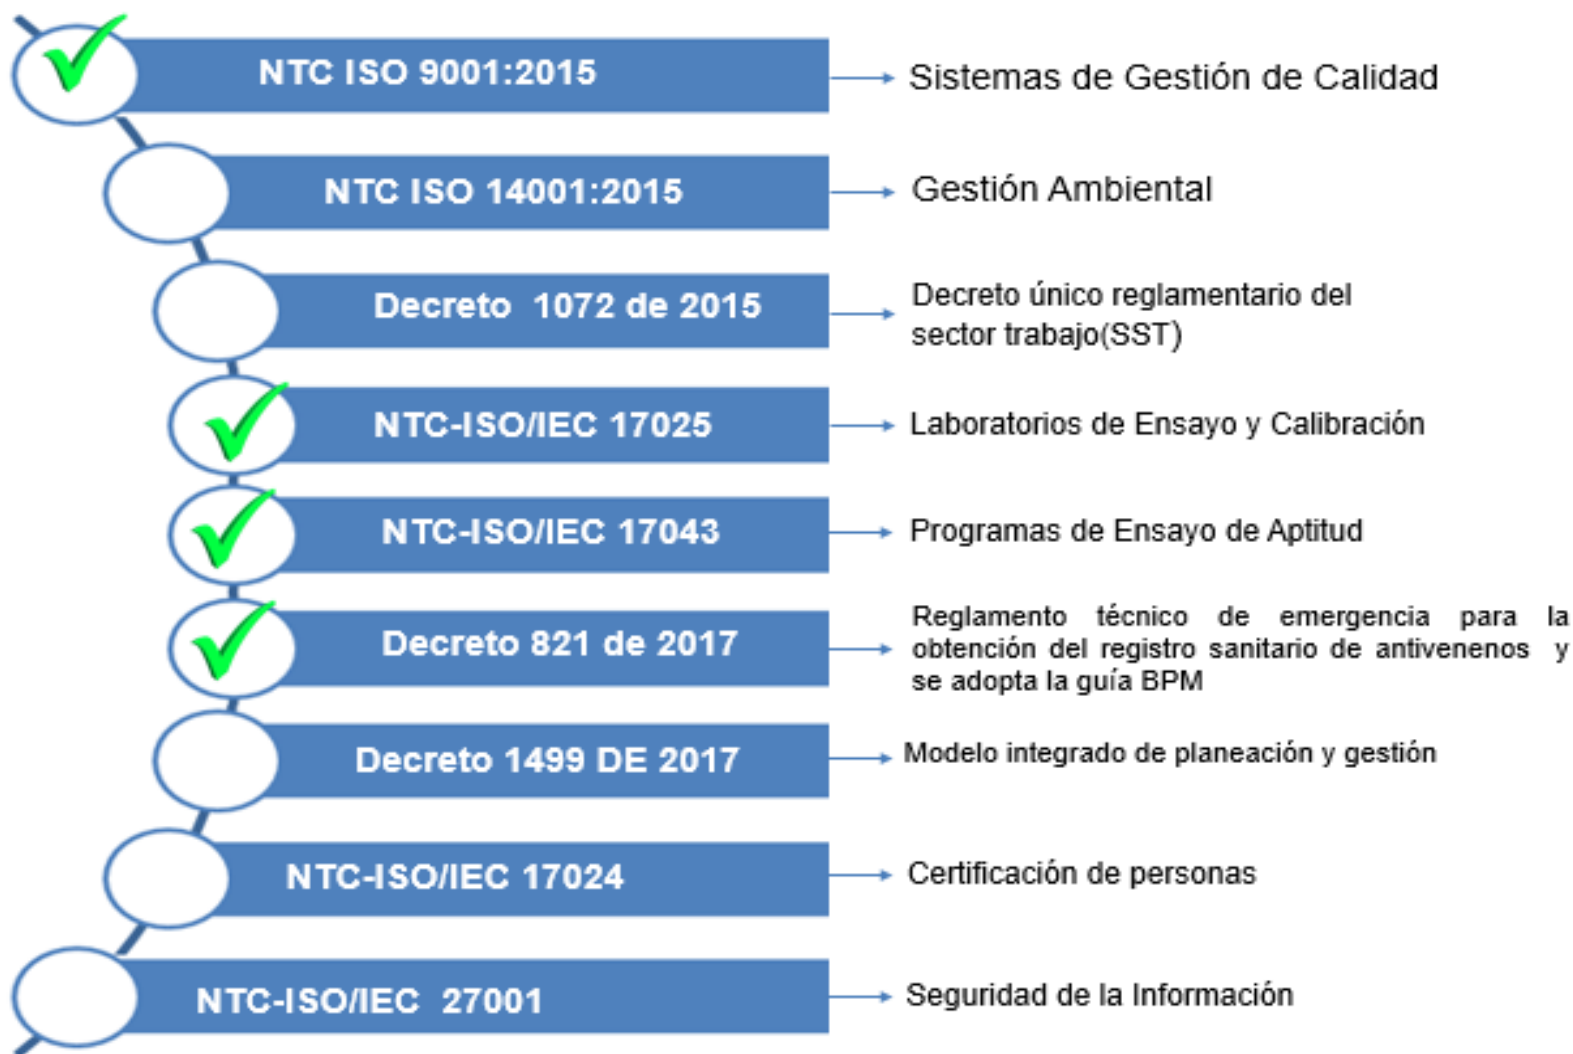 NTC ISO 9001:2015
Sistemas de Gestión de Calidad
NTC ISO 14001:2015
Gestión Ambiental
Decreto 1072 de 2015
Decreto único reglamentario del
sector trabajo(SST)
NTC-ISO/IEC 17025
Laboratorios de Ensayo y Calibración
NTC-ISO/IEC 17043
Programas de Ensayo de Aptitud
Decreto 821 de 2017
Reglamento técnico de emergencia para la
obtención del registro sanitario de antivenenos y
se adopta la guía BPM
Decreto 1499 DE 2017
Modelo integrado de planeación y gestión
NTC-ISO/IEC 17024
Certificación de personas
NTC-ISO/IEC 27001
Seguridad de la Información